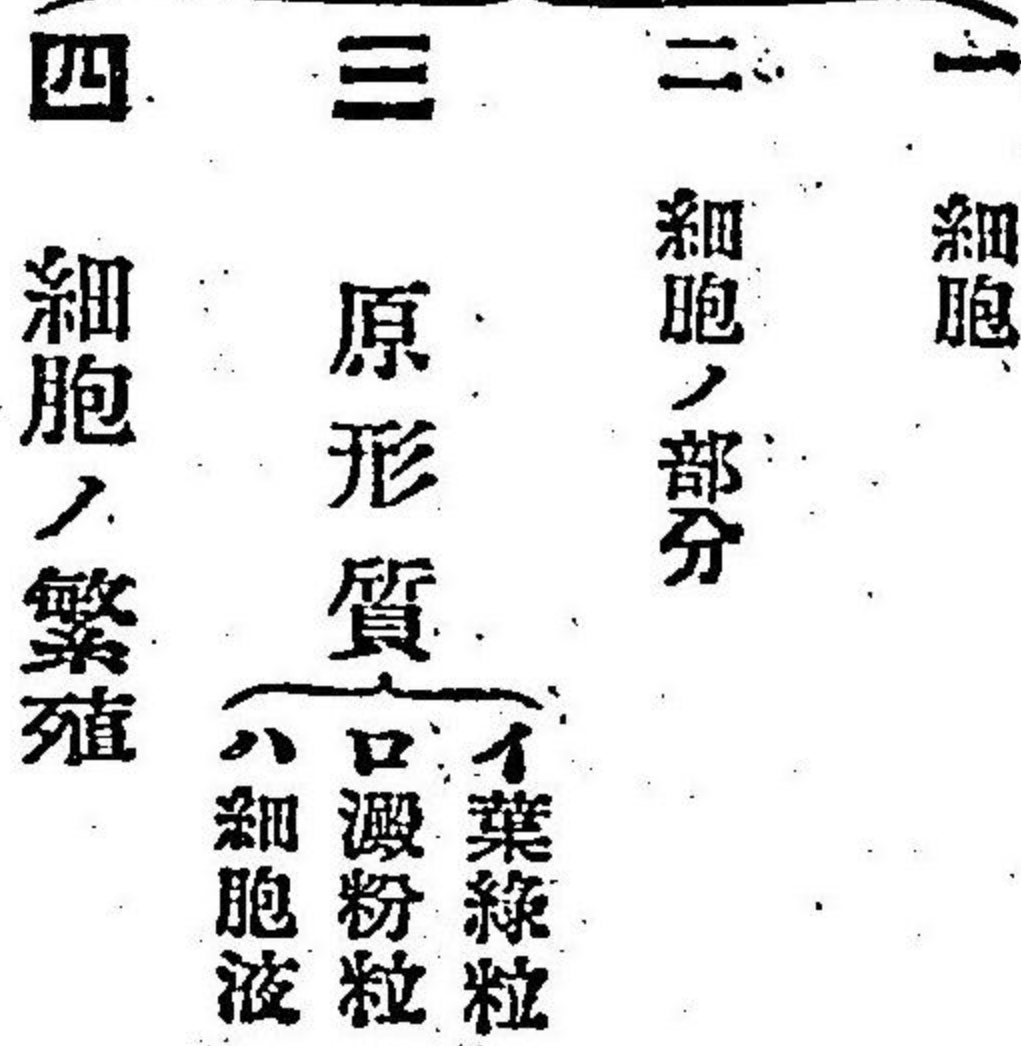 一 細胞
二 細胞ノ部分
三 原形質
イ葉綠粒
ロ澱粉粒
ハ細胞液
四 細胞ノ繁殖